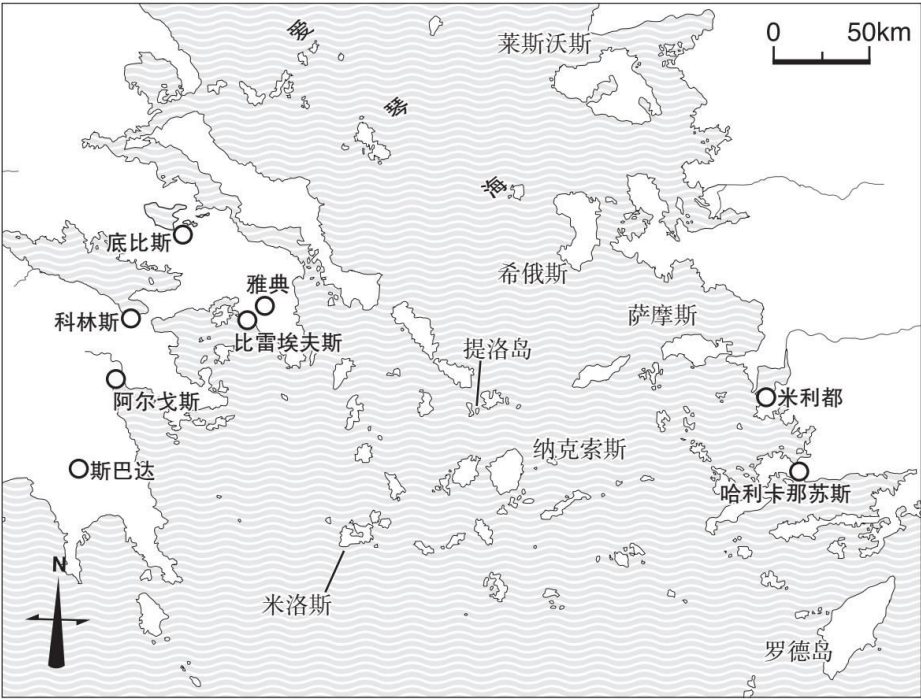 爱
琴
海
莱斯沃斯
0 50km
底比斯
希俄斯
雅典
科林斯
比雷埃夫斯
萨摩斯
提洛岛
阿尔戈斯
米利都
纳克索斯
斯巴达
哈利卡那苏斯
N
米洛斯
罗德岛